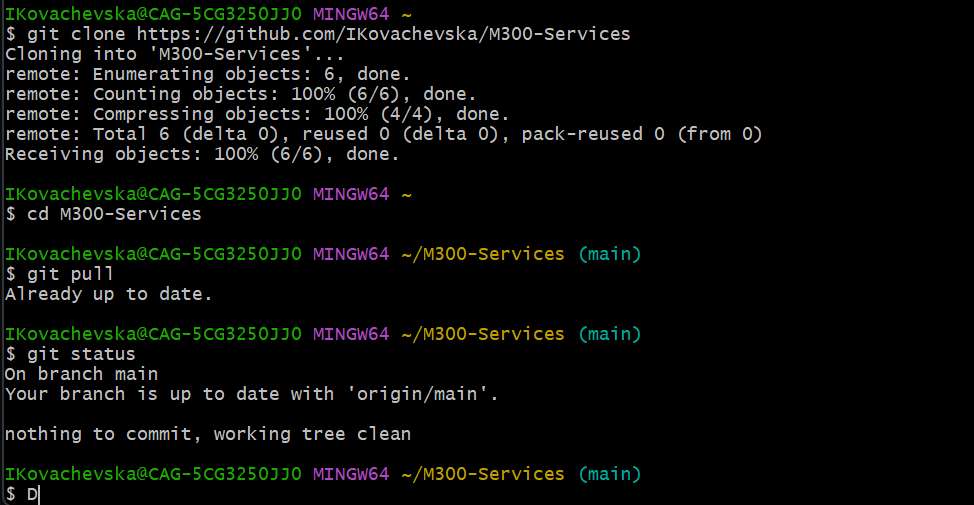 IKovachevska@CAG-5CG3250JJ0 MINGW64 ~
$ git clone https://github.com/IKovachevska/M300-Services
Cloning into 'M300-Services'...
remote: Enumerating objects: 6, done.
remote: Counting objects: 100% (6/6), done.
remote: Compressing objects: 100% (4/4), done.
remote: Total 6 (delta 0), reused 0 (delta 0), pack-reused 0 (from 0)
Receiving objects: 100% (6/6), done.
IKovachevska@CAG-5CG3250JJ0 MINGW64 ~
$ cd M300-Services
IKovachevska@CAG-5CG3250JJ0 MINGW64 ~/M300-Services (main)
$ git pull
Already up to date.
IKovachevska@CAG-5CG3250JJ0 MINGW64 ~/M300-Services (main)
$ git status
On branch main
Your branch is up to date with 'origin/main'.
nothing to commit, working tree clean
IKovachevska@CAG-5CG3250JJ0 MINGW64 ~/M300-Services (main)
$ D